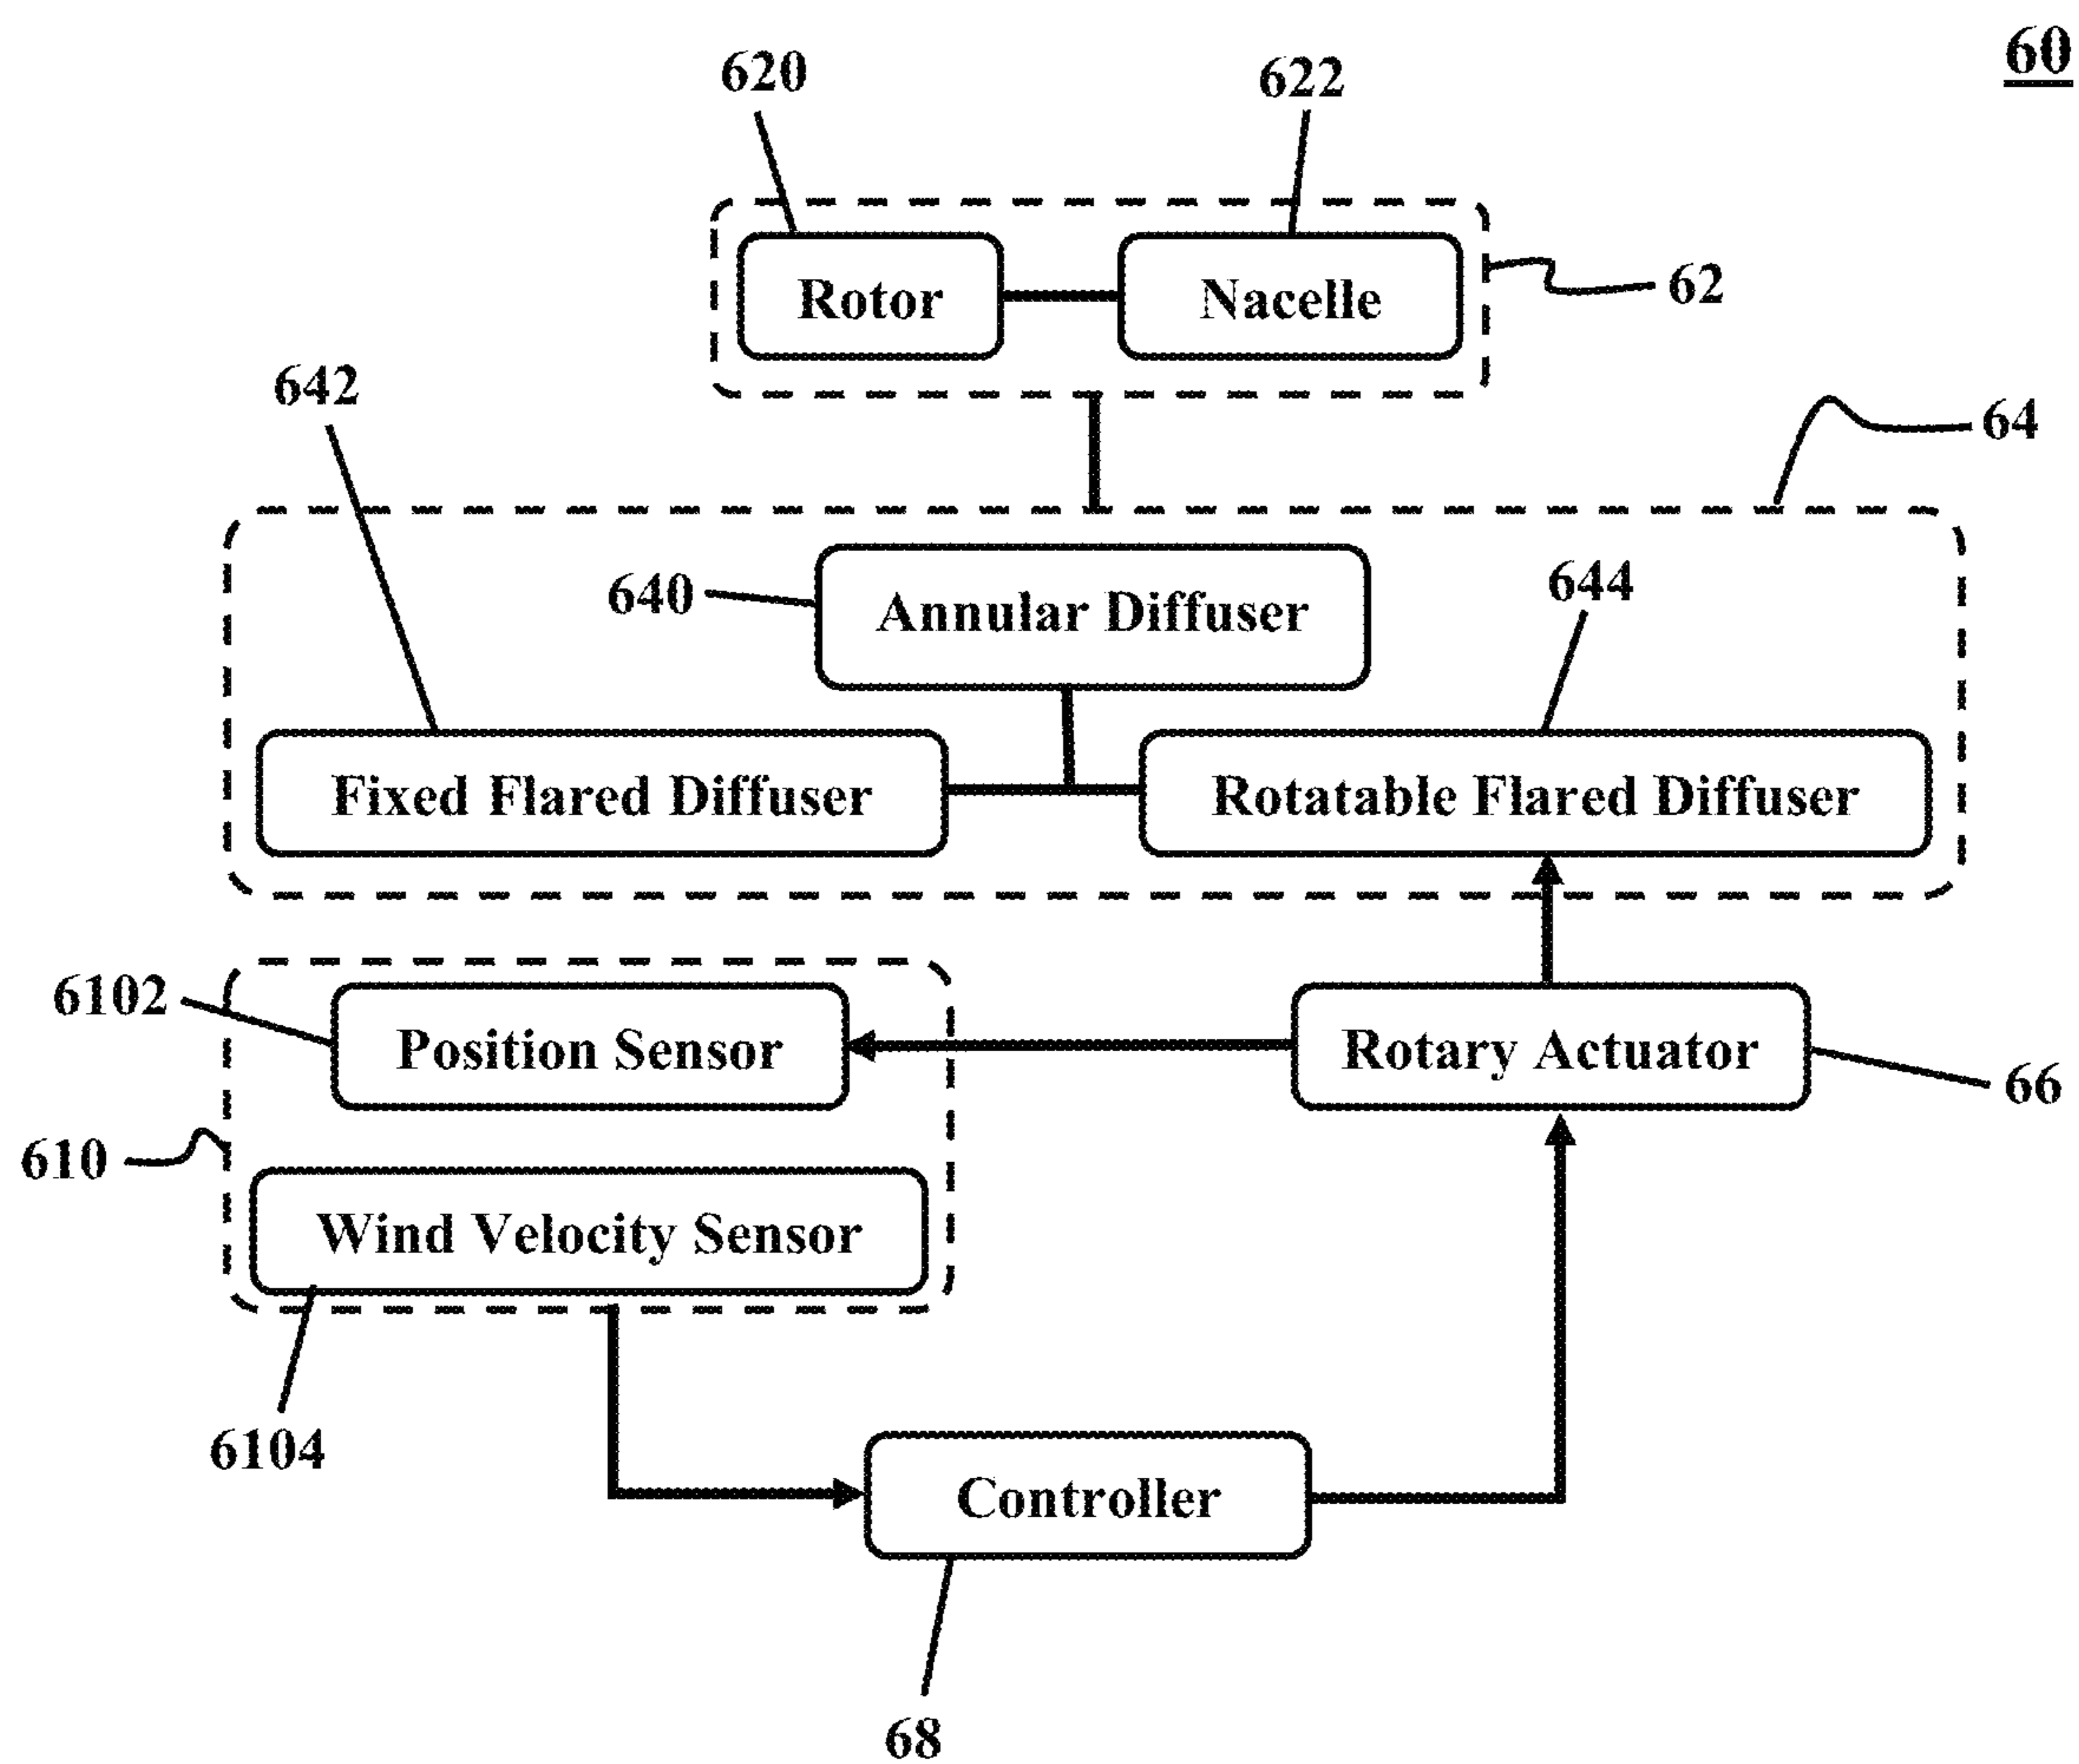 60
620
622
Rotor
Nacelle
62
642
64
640
Annular Diffuser
644
Fixed Flared Diffuser
Rotatable Flared Diffuser
6102
Position Sensor
Rotary Actuator
66
610
Wind Velocity Sensor
6104
Controller
68